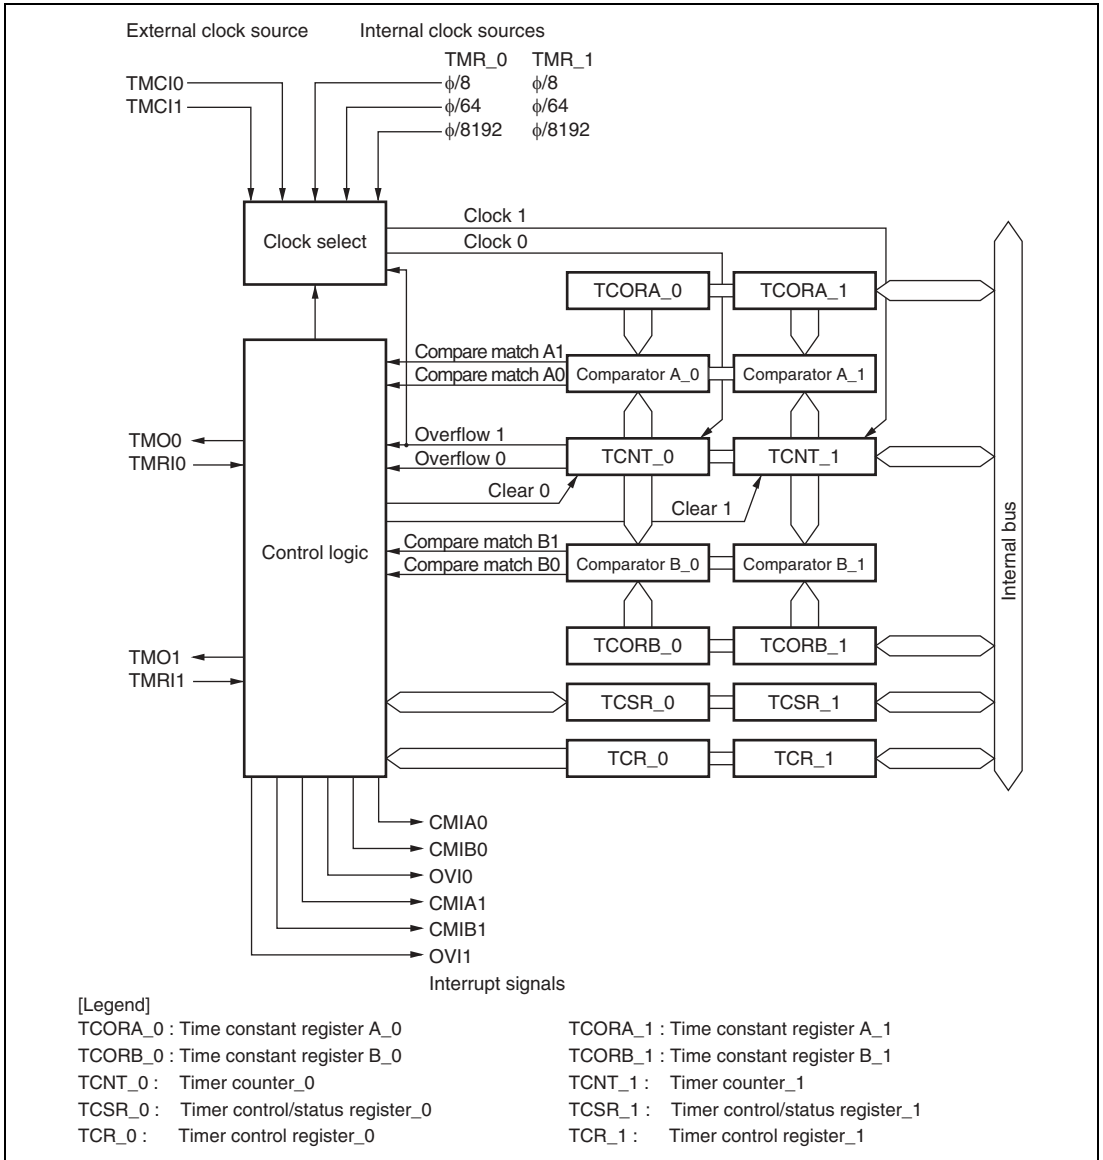 External clock source
Internal clock sources
TMR_0 TMR_1
TMCI0
ϕ/8 ϕ/8
TMCI1
ϕ/64 ϕ/64
ϕ/8192 ϕ/8192
Clock select
Clock 1
Clock 0
TCORA_0
TCORA_1
Compare match A1
Compare match A0
Comparator A_0
Comparator A_1
TMO0
TMRI0
Overflow 1
Overflow 0
TCNT_0
TCNT_1
Clear 0
Clear 1
Control logic
Compare match B1
Compare match B0
Comparator B_0
Comparator B_1
Internal bus
TMO1
TMRI1
TCORB_0
TCORB_1
TCSR_0
TCSR_1
TCR_0
TCR_1
CMIA0
CMIB0
OVI0
CMIA1
CMIB1
OVI1
Interrupt signals
[Legend]
TCORA_0 : Time constant register A_0
TCORB_0 : Time constant register B_0
TCNT_0 : Timer counter_0
TCSR_0 : Timer control/status register_0
TCR_0 : Timer control register_0
TCORA_1 : Time constant register A_1
TCORB_1 : Time constant register B_1
TCNT_1 : Timer counter_1
TCSR_1 : Timer control/status register_1
TCR_1 : Timer control register_1